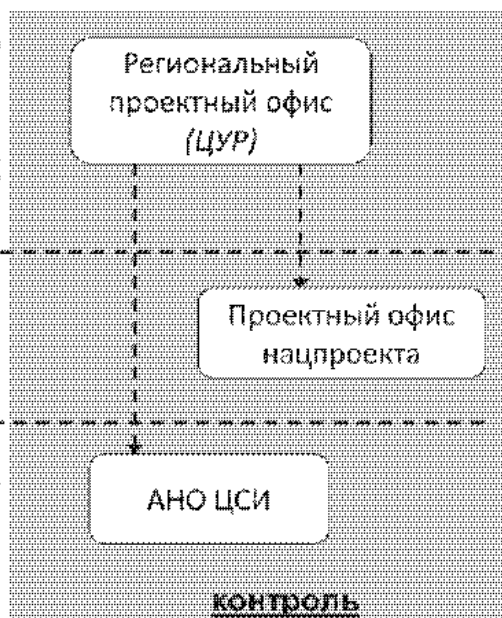 Региональный
проектный офис
(ЦУР)
Проектный офис
нацпроекта
АНО ЦСИ
контроль